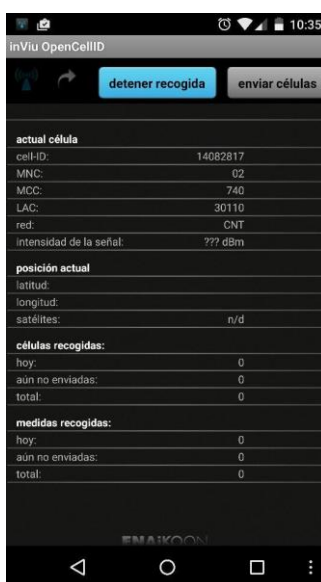 10:35
inViu OpenCellID
detener recogida enviar células
actual célula
cell-ID: 14082817
MNC: 02
MCC: 740
LAC: 30110
red: CNT
intensidad de la señal: ??? dBm
posición actual
latitud:
longitud:
satélites: n/d
células recogidas:
hoy: 0
aún no enviadas: 0
total: 0
medidas recogidas:
hoy: 0
aún no enviadas: 0
total: 0
ENAiKOON